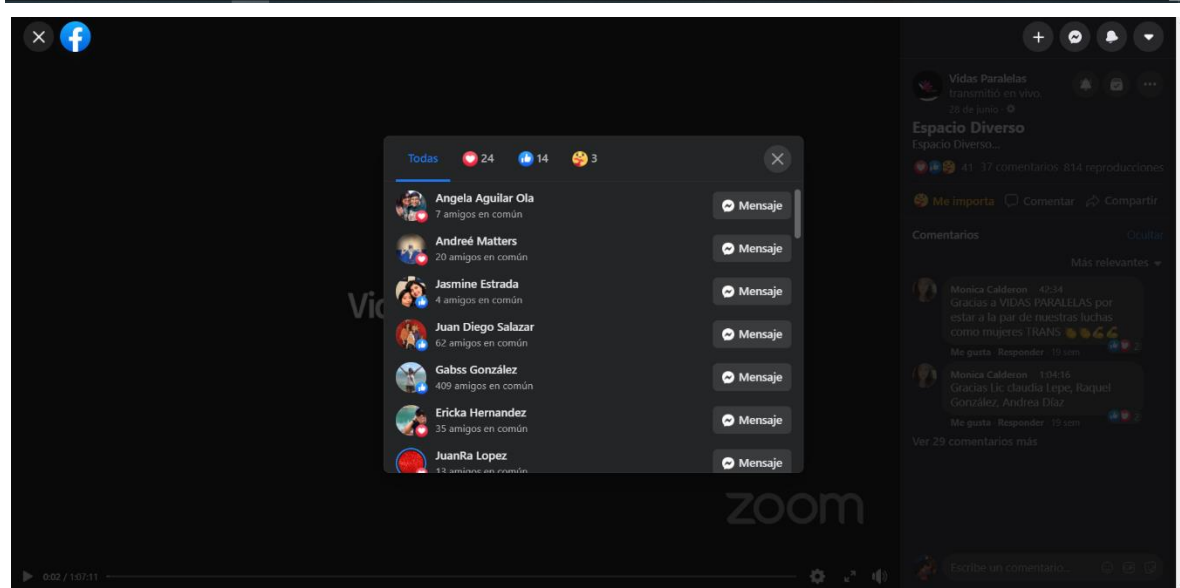 Vidas Paralelas
transmitió en vivo.
28 de junio
Espacio Diverso
Espacio Diverso...
41 37 comentarios 814 reproducciones
Me importa Comentar Compartir
Comentarios Ocultar
Más relevantes
Monica Calderon 42:34
Gracias a VIDAS PARALELAS por
estar a la par de nuestras luchas
como mujeres TRANS
Me gusta Responder 19 sem 2
Monica Calderon 1:04:16
Gracias Lic claudia Lepe, Raquel
González, Andrea Díaz
Me gusta Responder 19 sem 2
Ver 29 comentarios más
Escribe un comentario...
Todas 24 14 3
Angela Aguilar Ola
7 amigos en común
Mensaje
Andreé Matters
20 amigos en común
Mensaje
Jasmine Estrada
4 amigos en común
Mensaje
Juan Diego Salazar
62 amigos en común
Mensaje
Gabss González
409 amigos en común
Mensaje
Ericka Hernandez
35 amigos en común
Mensaje
JuanRa Lopez
13 amigos en común
Mensaje
zoom
0:02 / 1:07:11